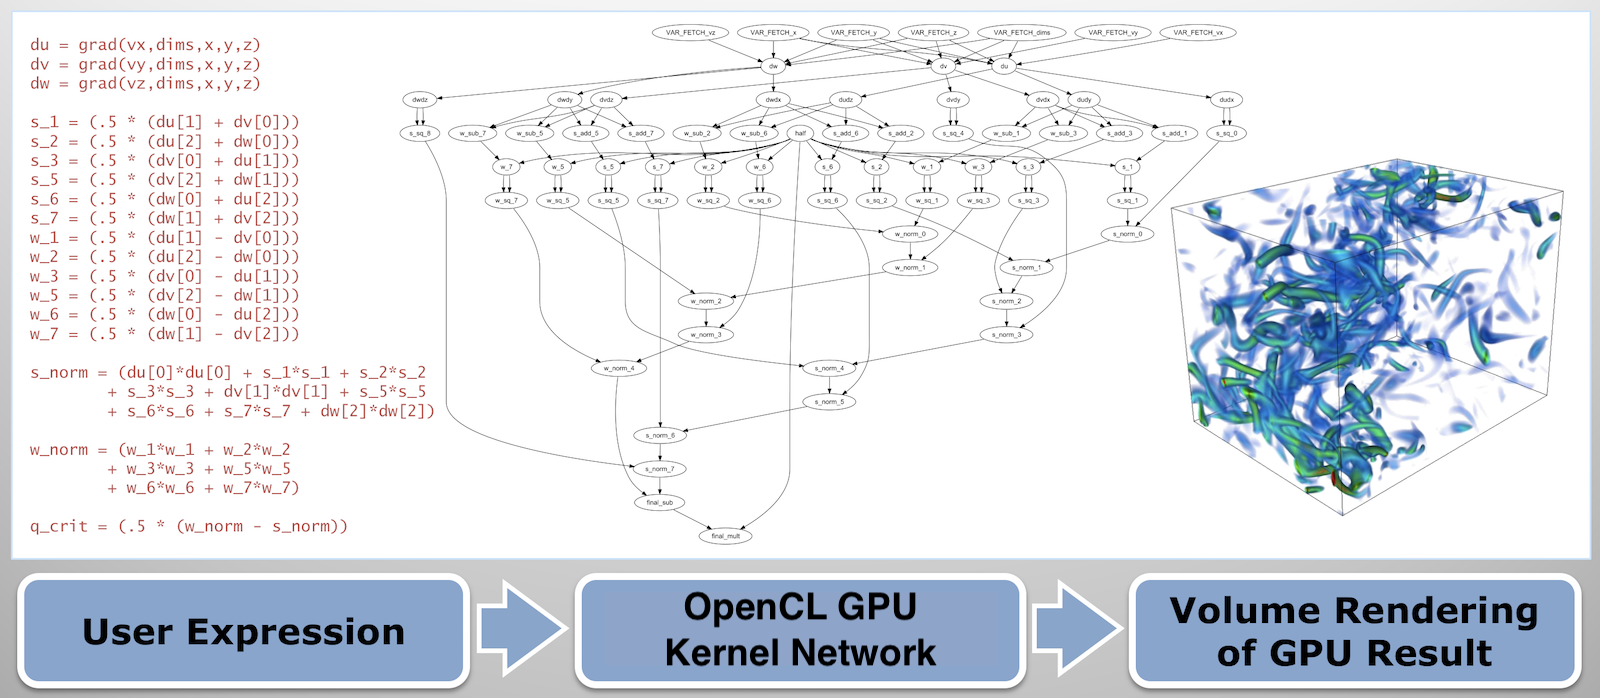 du = grad(vx,dims,x,y,z)
dv = grad(vy,dims,x,y,z)
dw = grad(vz,dims,x,y,z)
s_1 = (.5 * (du[1] + dv[0]))
s_2 = (.5 * (du[2] + dw[0]))
s_3 = (.5 * (dv[0] + du[1]))
s_5 = (.5 * (dv[2] + dw[1]))
s_6 = (.5 * (dw[0] + du[2]))
s_7 = (.5 * (dw[1] + dv[2]))
w_1 = (.5 * (du[1] - dv[0]))
w_2 = (.5 * (du[2] - dw[0]))
w_3 = (.5 * (dv[0] - du[1]))
w_5 = (.5 * (dv[2] - dw[1]))
w_6 = (.5 * (dw[0] - du[2]))
w_7 = (.5 * (dw[1] - dv[2]))
s_norm = (du[0]*du[0] + s_1*s_1 + s_2*s_2
+ s_3*s_3 + dv[1]*dv[1] + s_5*s_5
+ s_6*s_6 + s_7*s_7 + dw[2]*dw[2])
w_norm = (w_1*w_1 + w_2*w_2
+ w_3*w_3 + w_5*w_5
+ w_6*w_6 + w_7*w_7)
q_crit = (.5 * (w_norm - s_norm))
VAR_FETCH_vz VAR_FETCH_x VAR_FETCH_y VAR_FETCH_z VAR_FETCH_dims VAR_FETCH_vy VAR_FETCH_vx
dw dv du
dwdz dwdy dvdz dwdx dudz dvdy dvdx dudy dudx
s_sq_8 w_sub_7 w_sub_5 s_add_5 s_add_7 w_sub_2 w_sub_6 half s_add_6 s_add_2 s_sq_4 w_sub_1 w_sub_3 s_add_3 s_add_1 s_sq_0
w_7 w_5 s_5 s_7 w_2 w_6 s_6 s_2 w_1 w_3 s_3 s_1
w_sq_7 w_sq_5 s_sq_5 s_sq_7 w_sq_2 w_sq_6 s_sq_6 s_sq_2 w_sq_1 w_sq_3 s_sq_3 s_sq_1
w_norm_0 s_norm_0
w_norm_1 s_norm_1
w_norm_2 s_norm_2
w_norm_3 s_norm_3
w_norm_4 s_norm_4
s_norm_5
s_norm_6
s_norm_7
final_sub
final_mult
User Expression
OpenCL GPU
Kernel Network
Volume Rendering
of GPU Result